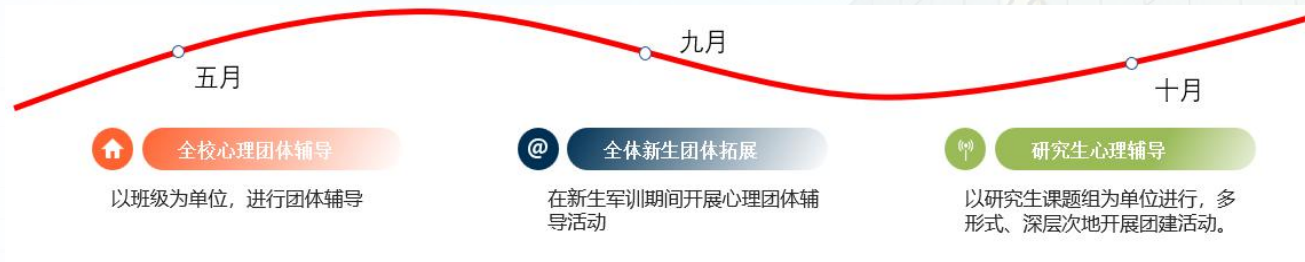 五月
九月
十月
全校心理团体辅导
以班级为单位，进行团体辅导
@
全体新生团体拓展
在新生军训期间开展心理团体辅
导活动
研究生心理辅导
以研究生课题组为单位进行，多
形式、深层次地开展团建活动。